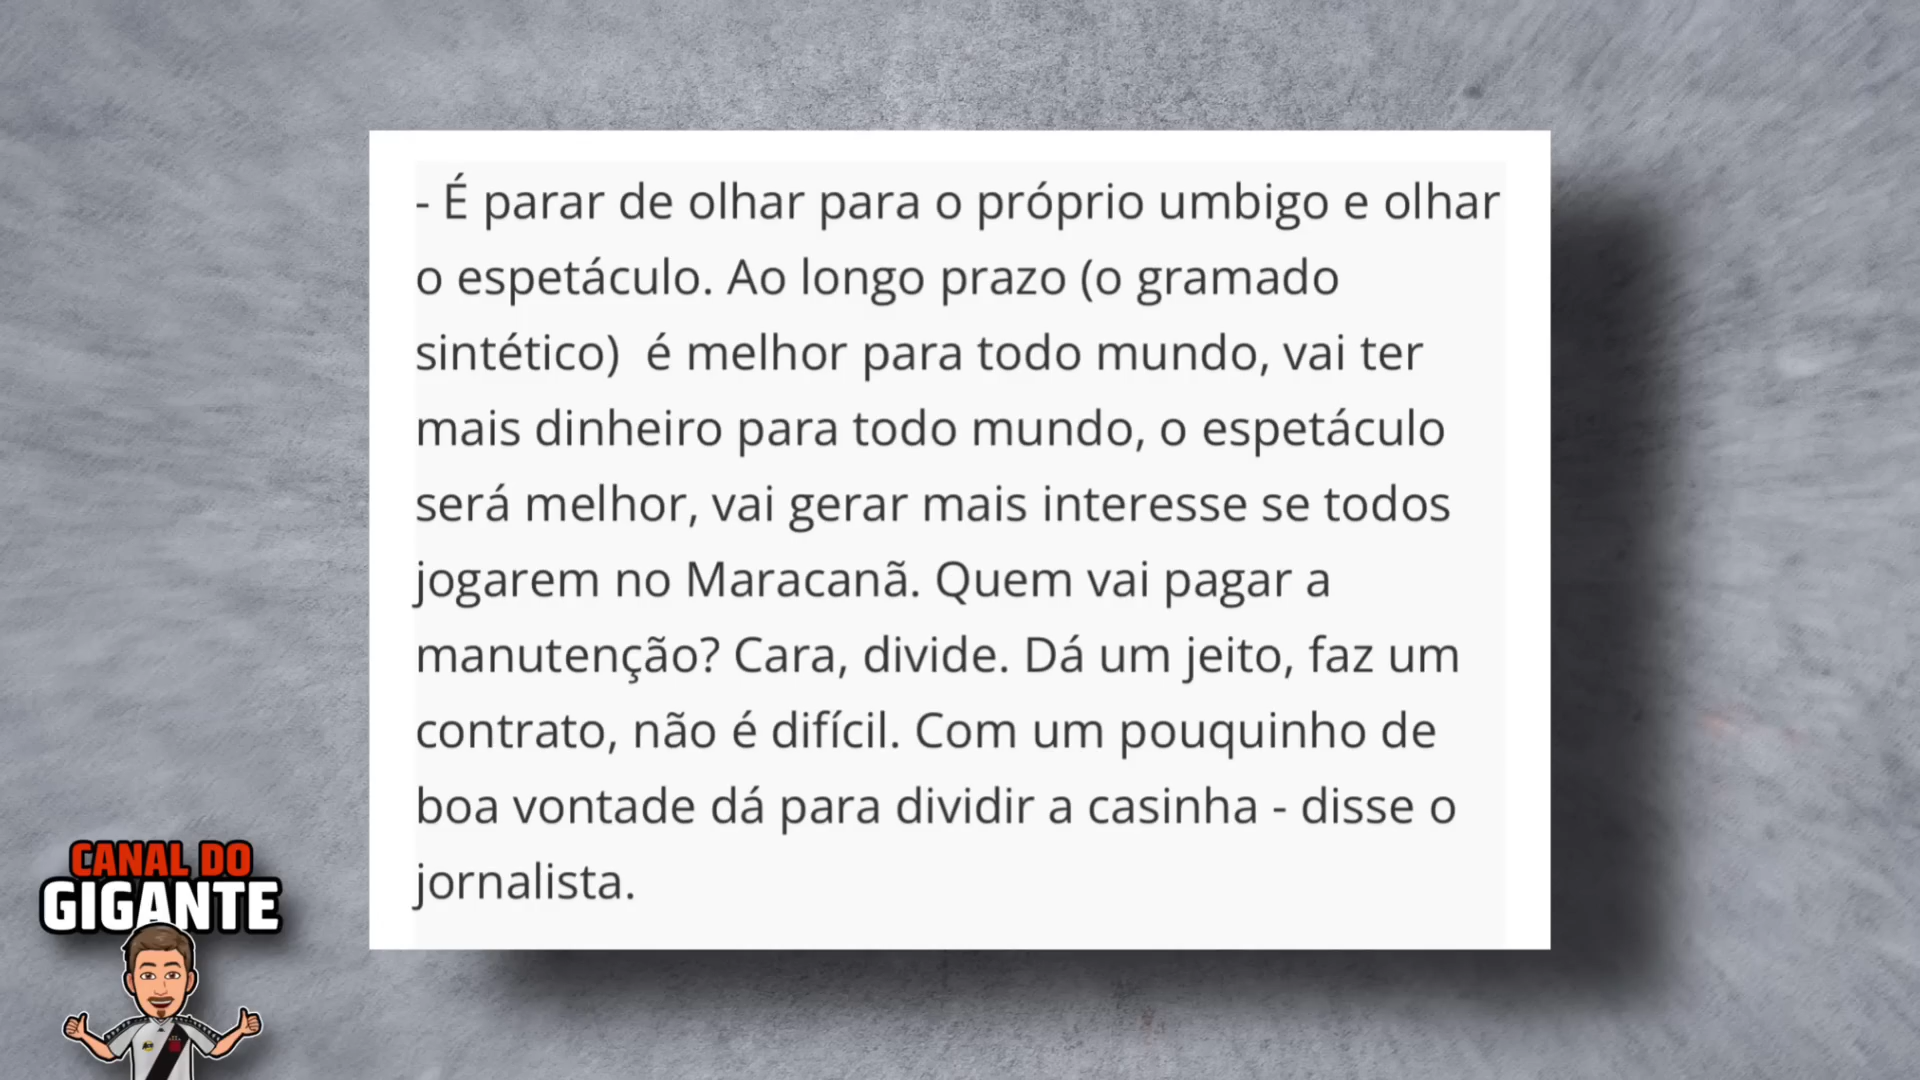 - É parar de olhar para o próprio umbigo e olhar
o espetáculo. Ao longo prazo (o gramado
sintético)  é melhor para todo mundo, vai ter
mais dinheiro para todo mundo, o espetáculo
será melhor, vai gerar mais interesse se todos
jogarem no Maracanã. Quem vai pagar a
manutenção? Cara, divide. Dá um jeito, faz um
contrato, não é difícil. Com um pouquinho de
boa vontade dá para dividir a casinha - disse o
jornalista.
CANAL DO
GIGANTE